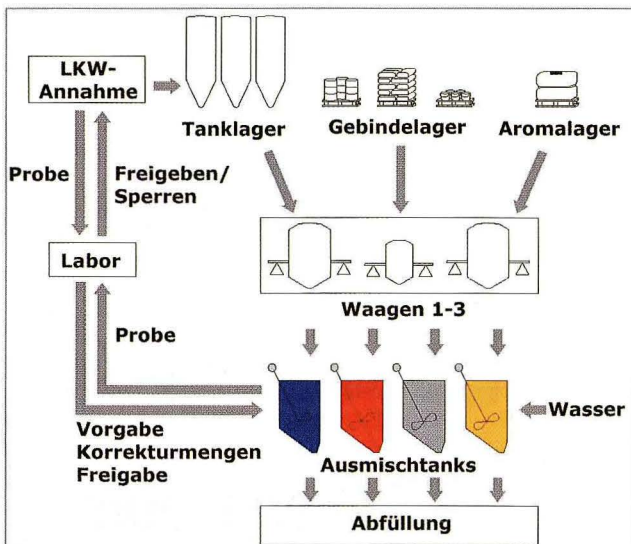 LKW-
Annahme
Tanklager
Gebindelager
Aromalager
Probe
Freigeben/
Sperren
Labor
Waagen 1-3
Probe
Wasser
Vorgabe
Korrekturmengen
Freigabe
Ausmischtanks
Abfüllung